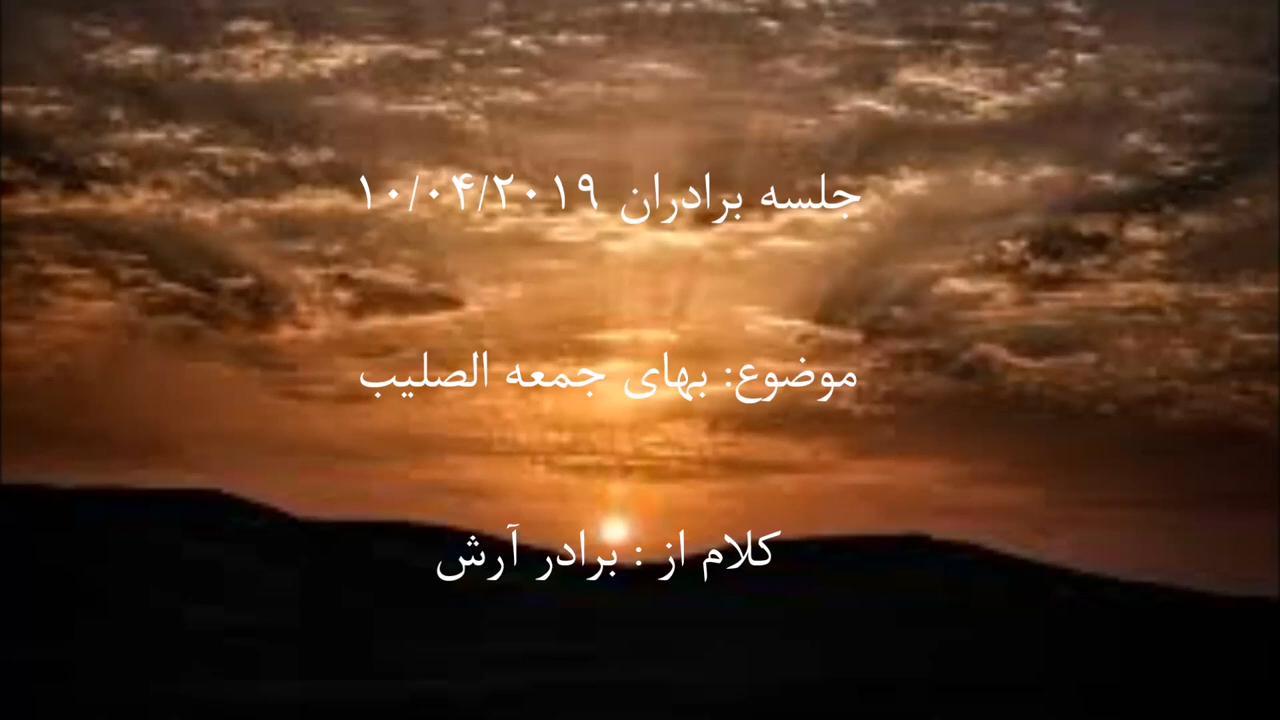 جلسه برادران ۱۰/۰۴/۲۰۱۹
موضوع: بهای جمعه الصلیب
کلام از : برادر آرش